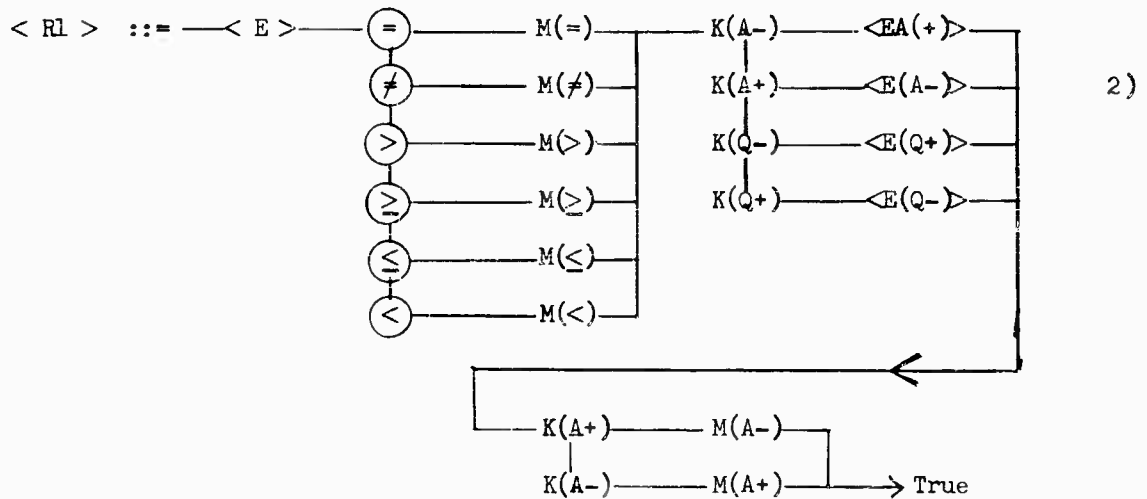 < R1 > ::= < E > = M(=) K(A-) <EA(+)>
≠ M(≠) K(A+) <E(A-)> 2)
> M(>) K(Q-) <E(Q+)>
≥ M(≥) K(Q+) <E(Q-)>
≤ M(≤)
< M(<)
K(A+) M(A-)
K(A-) M(A+) True